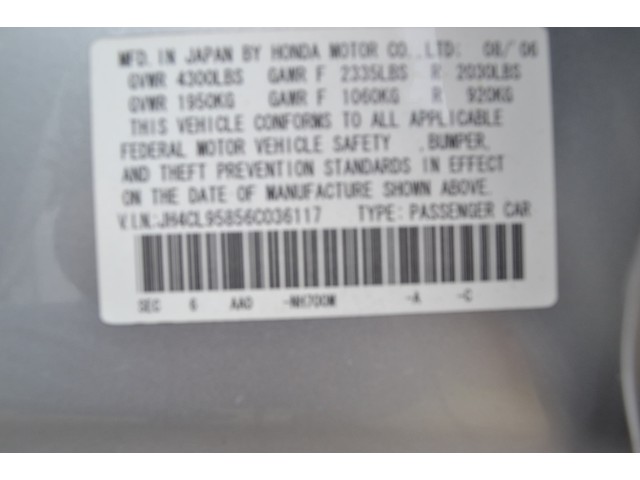 MFD. IN JAPAN BY HONDA MOTOR CO., LTD: 08/'06
GVWR 4300LBS GAWR F 2335LBS R 2030LBS
GVWR 1950KG GAWR F 1060KG R 920KG
THIS VEHICLE CONFORMS TO ALL APPLICABLE
FEDERAL MOTOR VEHICLE SAFETY , BUMPER,
AND THEFT PREVENTION STANDARDS IN EFFECT
ON THE DATE OF MANUFACTURE SHOWN ABOVE.
V.I.N: JH4CL95856C036117 TYPE: PASSENGER CAR
SEC 6 AA0 -NH700M -A -C